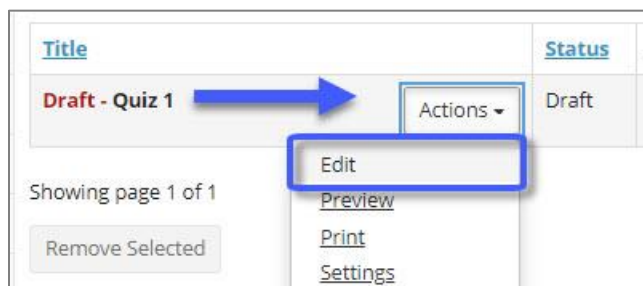 Title Status
Draft - Quiz 1 Actions Draft
Edit
Showing page 1 of 1
Preview
Print
Remove Selected
Settings